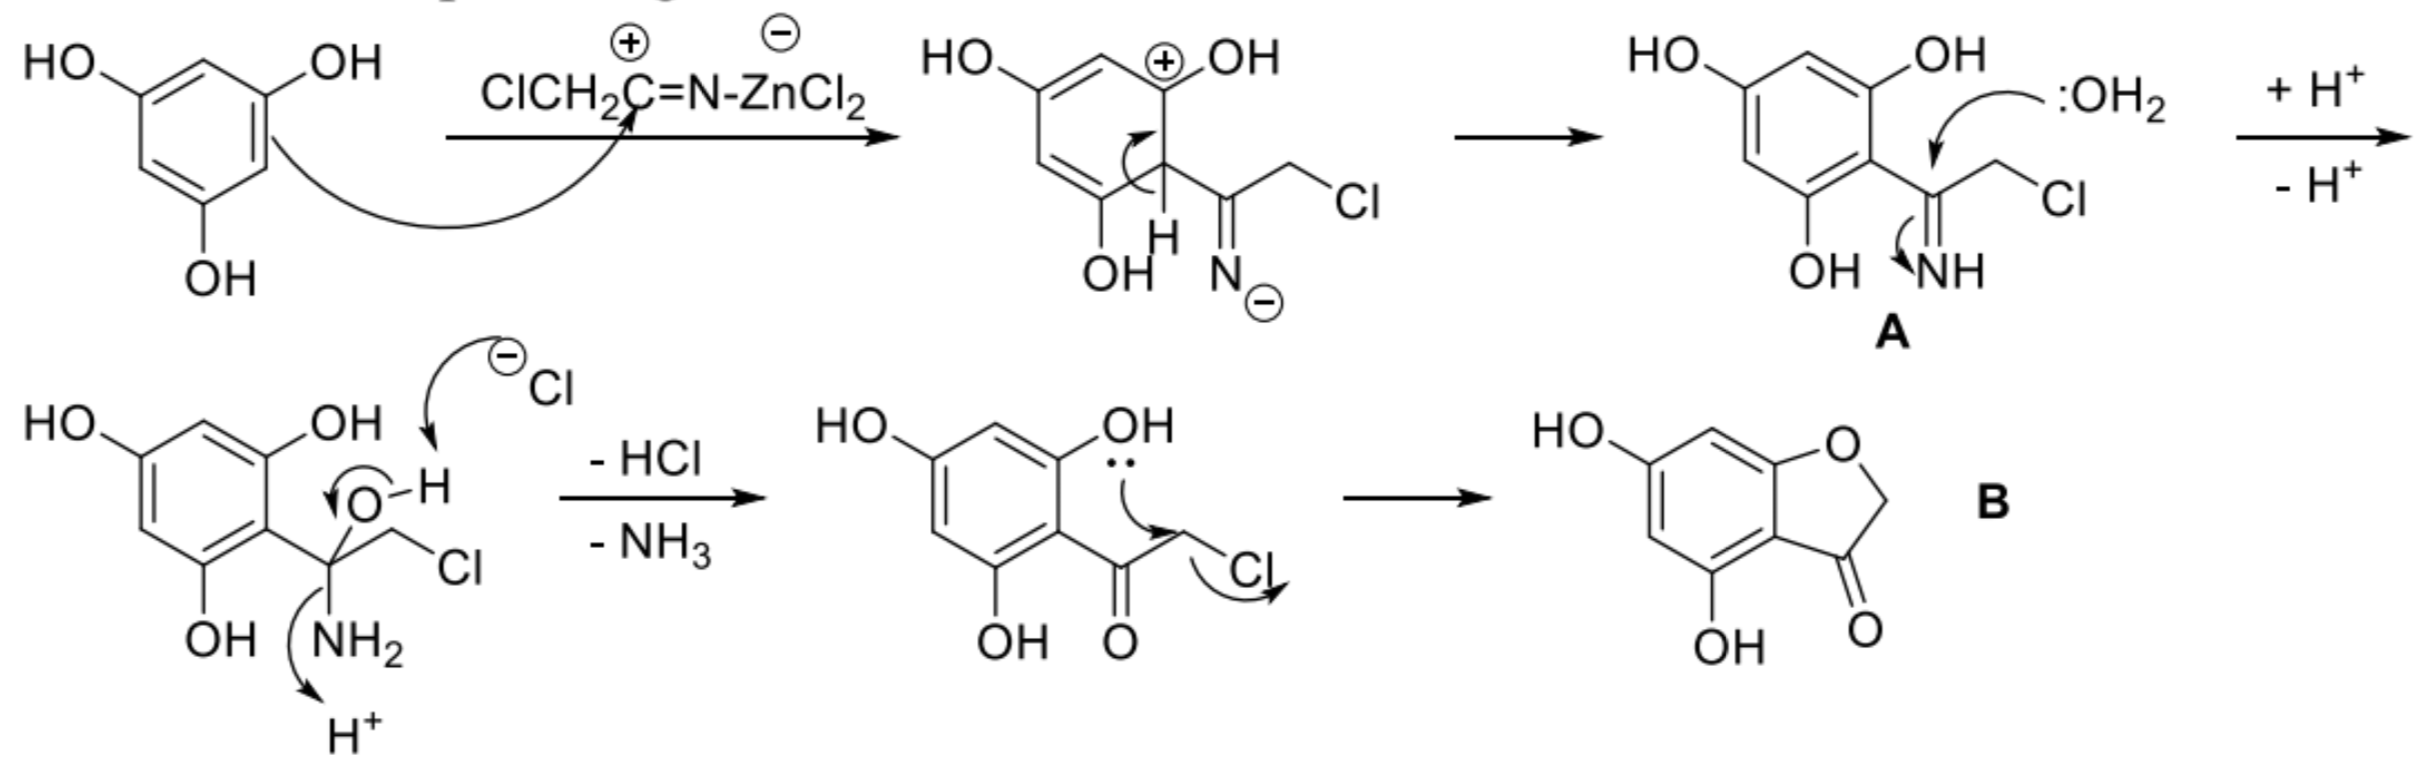 HO OH OH
⊕ ⊖
ClCH₂C=N-ZnCl₂
HO ⊕ OH Cl H OH N ⊖
HO OH :OH₂ Cl OH NH
A
+ H⁺
- H⁺
HO OH ⊖ Cl H O Cl OH NH₂ H⁺
- HCl
- NH₃
HO OH Cl OH O
HO O OH O
B